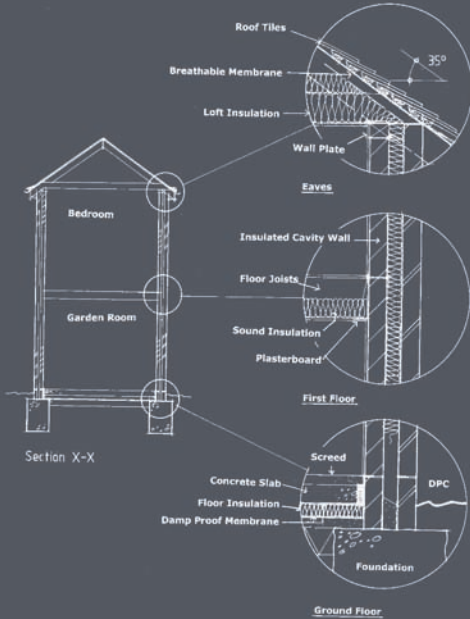 Roof Tiles
35°
Breathable Membrane
Loft Insulation
Wall Plate
Eaves
Bedroom
Insulated Cavity Wall
Floor Joists
Garden Room
Sound Insulation
Plasterboard
First Floor
Section X-X
Screed
Concrete Slab
DPC
Floor Insulation
Damp Proof Membrane
Foundation
Ground Floor